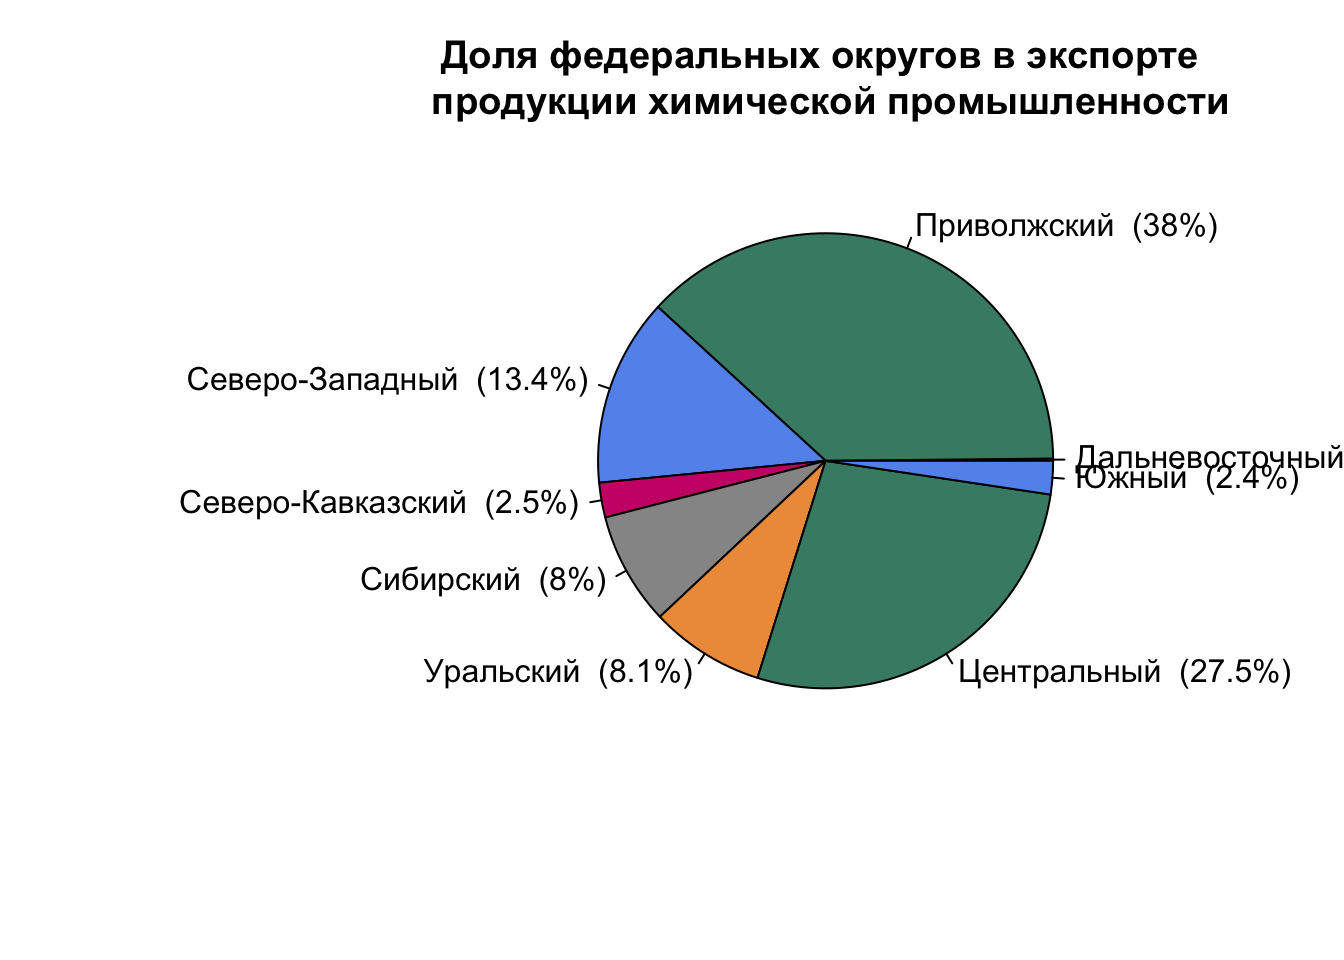 Доля федеральных округов в экспорте
продукции химической промышленности
Приволжский (38%)
Северо-Западный (13.4%)
Дальневосточный
Южный (2.4%)
Северо-Кавказский (2.5%)
Сибирский (8%)
Уральский (8.1%)
Центральный (27.5%)